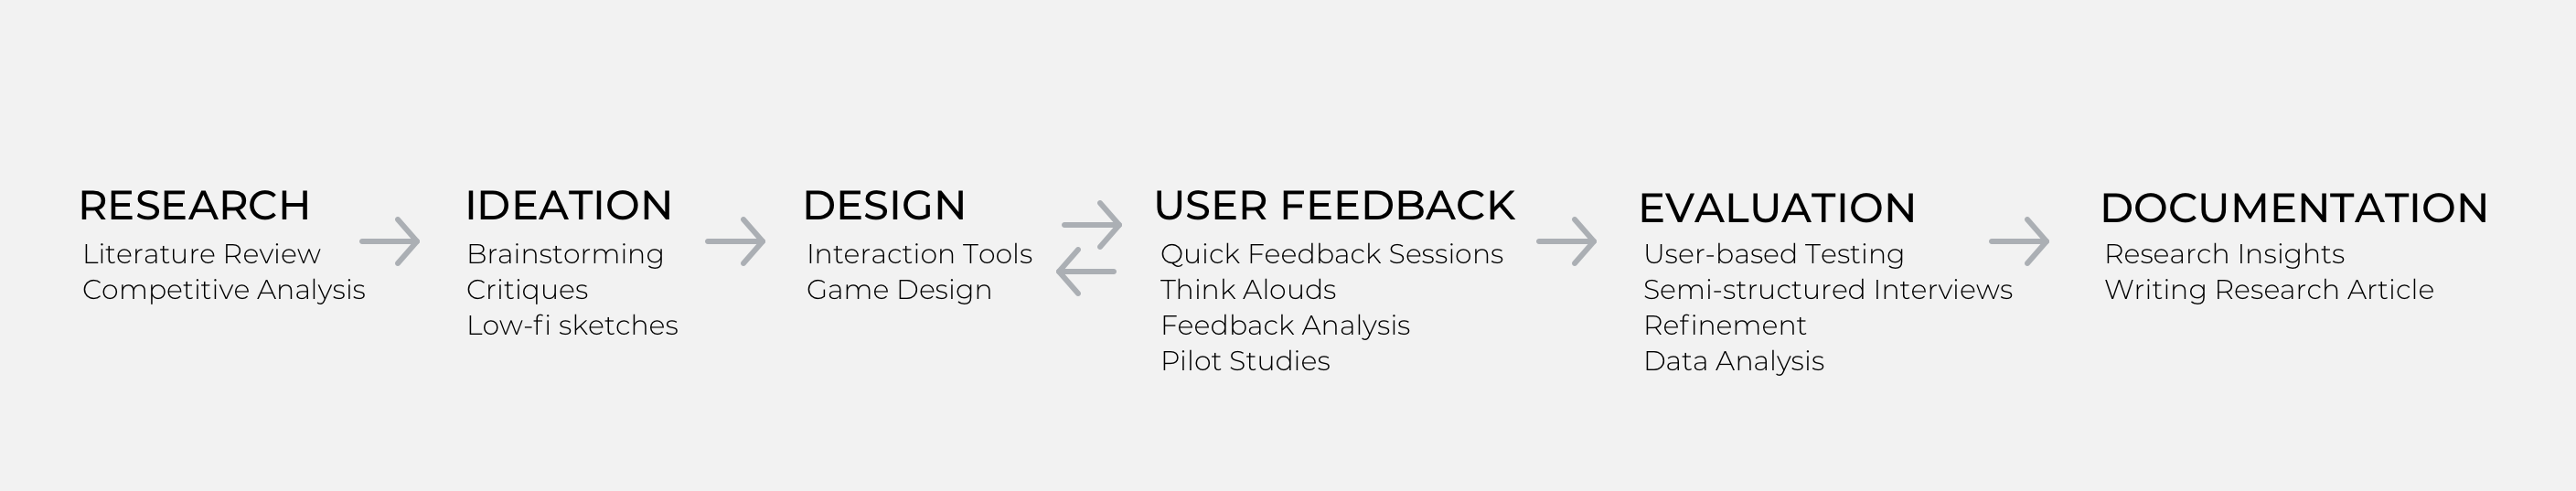 RESEARCH
Literature Review
Competitive Analysis
IDEATION
Brainstorming
Critiques
Low-fi sketches
DESIGN
Interaction Tools
Game Design
USER FEEDBACK
Quick Feedback Sessions
Think Alouds
Feedback Analysis
Pilot Studies
EVALUATION
User-based Testing
Semi-structured Interviews
Refinement
Data Analysis
DOCUMENTATION
Research Insights
Writing Research Article